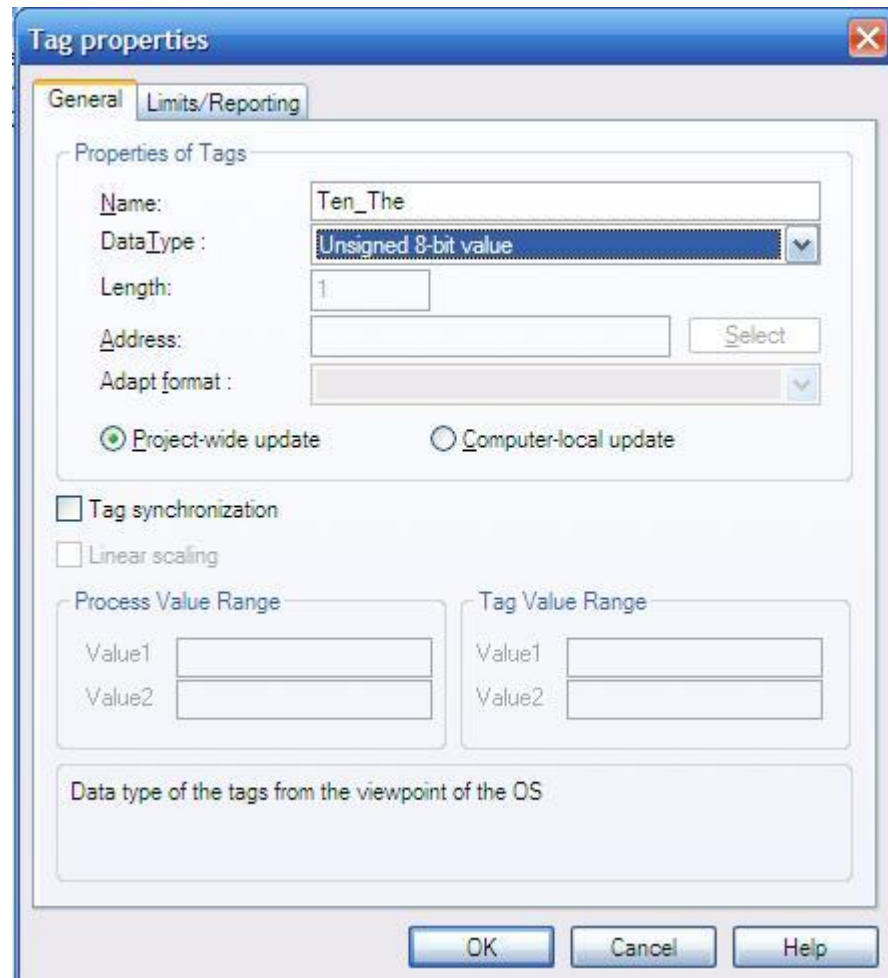 Tag properties
General Limits/Reporting
Properties of Tags
Name: Ten_The
DataType : Unsigned 8-bit value
Length: 1
Address: Select
Adapt format :
Project-wide update Computer-local update
Tag synchronization
Linear scaling
Process Value Range Tag Value Range
Value1 Value1
Value2 Value2
Data type of the tags from the viewpoint of the OS
OK Cancel Help